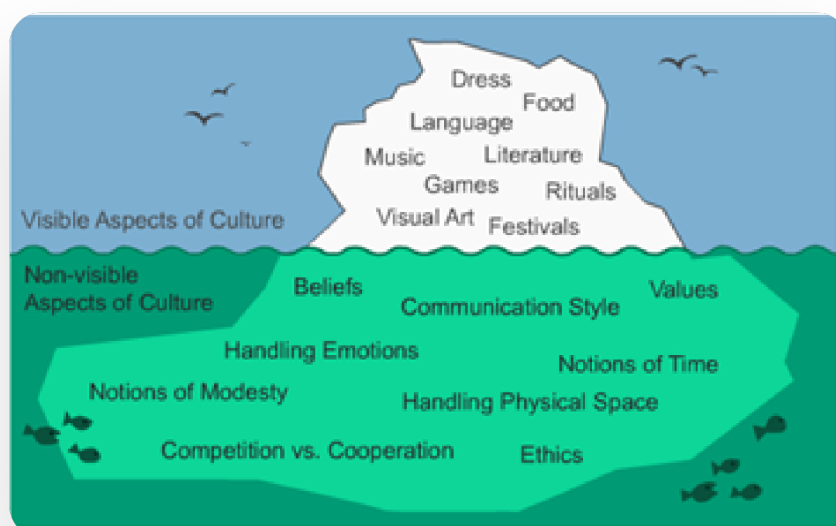 Dress
Food
Language
Music
Literature
Games
Rituals
Visual Art
Festivals
Visible Aspects of Culture
Non-visible
Aspects of Culture
Beliefs
Values
Communication Style
Handling Emotions
Notions of Time
Notions of Modesty
Handling Physical Space
Competition vs. Cooperation
Ethics